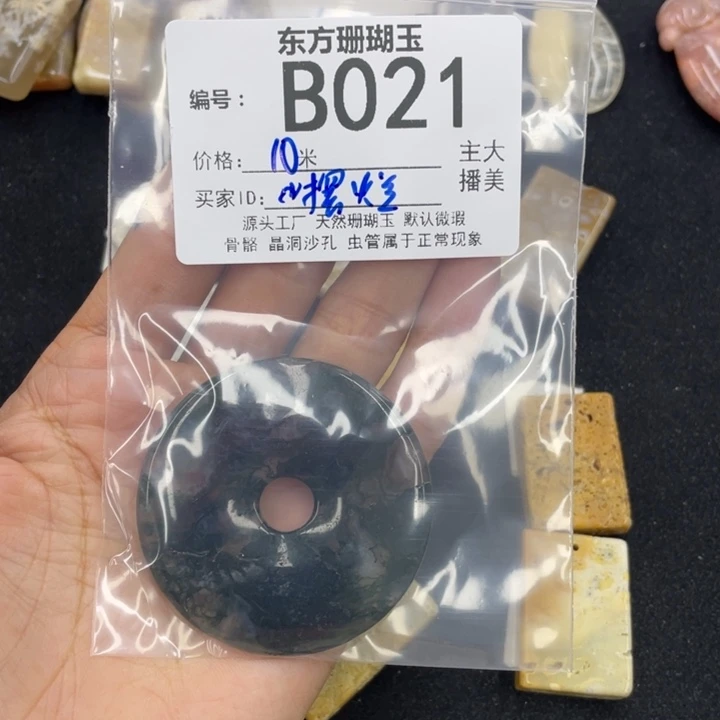 东方珊瑚玉
编号： B021
价格： 10米
买家ID： 摆烂
主大
播美
源头工厂 天然珊瑚玉 默认微瑕
骨骼 晶洞沙孔 虫管属于正常现象